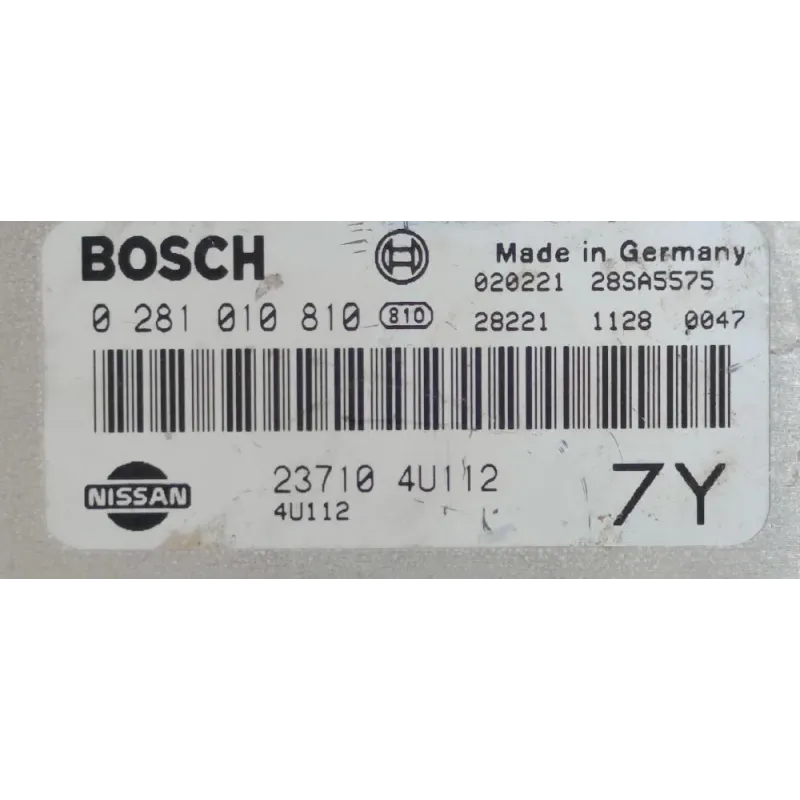 BOSCH Made in Germany
020221 28SA5575
0 281 010 810 810 28221 1128 0047
NISSAN 23710 4U112 7Y
4U112